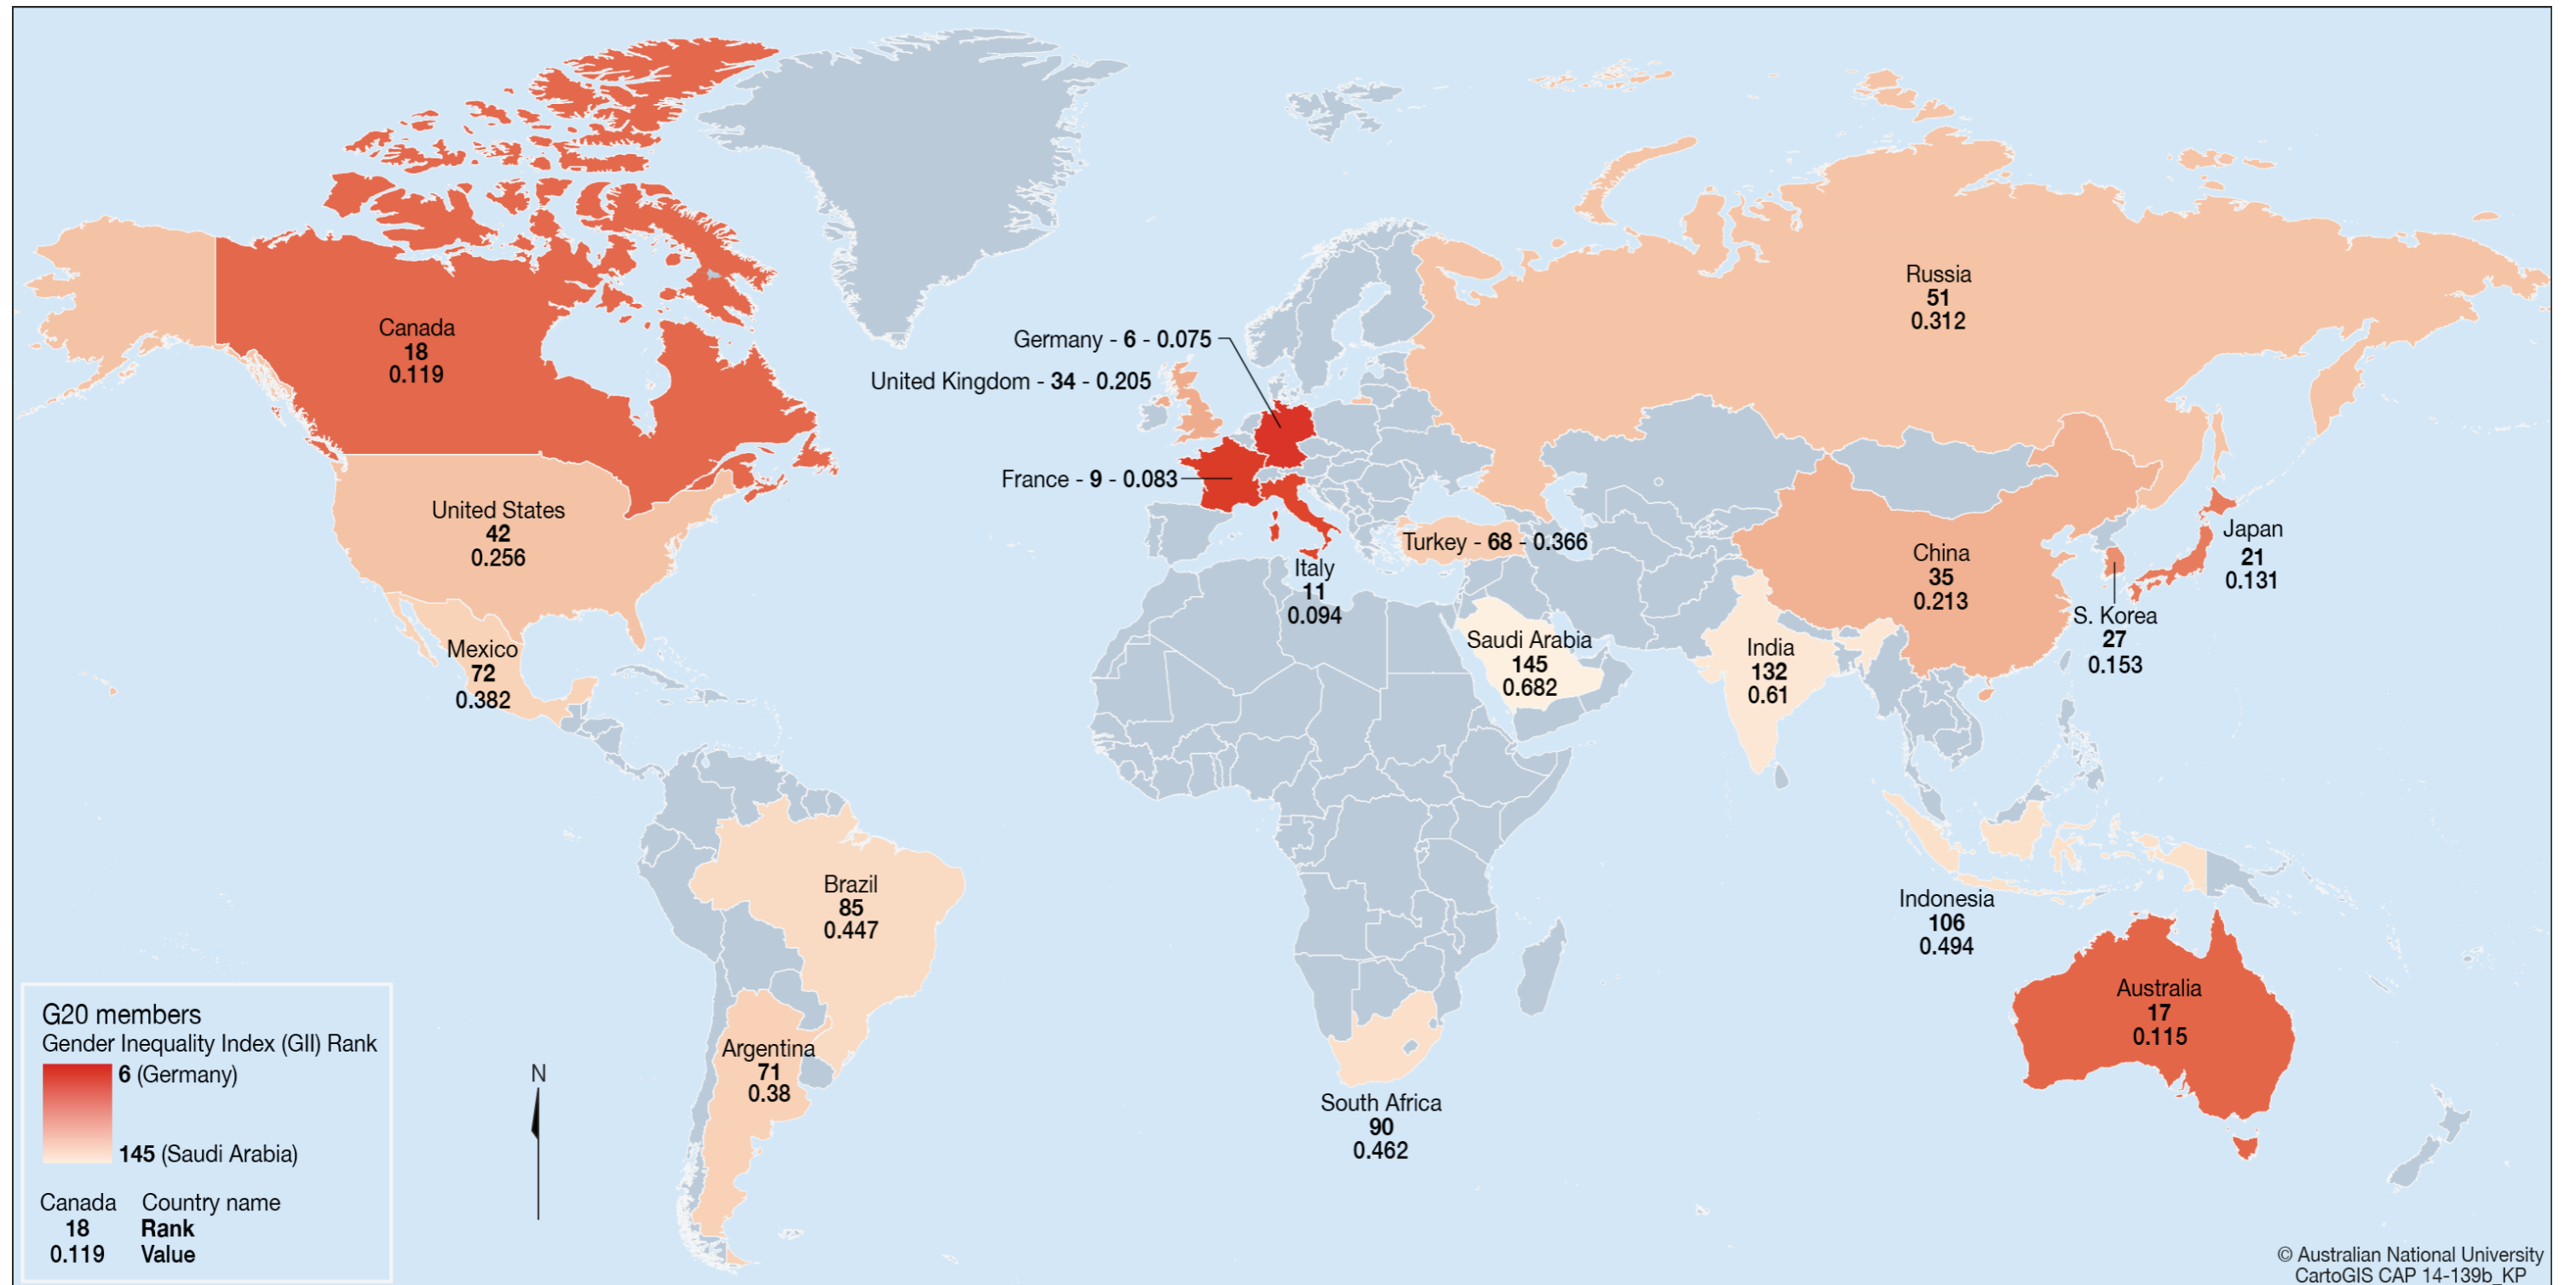 Canada
18
0.119
United States
42
0.256
Mexico
72
0.382
Brazil
85
0.447
Argentina
71
0.38
Germany - 6 - 0.075
United Kingdom - 34 - 0.205
France - 9 - 0.083
Italy
11
0.094
Turkey - 68 - 0.366
Russia
51
0.312
China
35
0.213
Japan
21
0.131
S. Korea
27
0.153
Saudi Arabia
145
0.682
India
132
0.61
Indonesia
106
0.494
Australia
17
0.115
South Africa
90
0.462
N
G20 members
Gender Inequality Index (GII) Rank
6 (Germany)
145 (Saudi Arabia)
Canada Country name
18 Rank
0.119 Value
© Australian National University
CartoGIS CAP 14-139b_KP